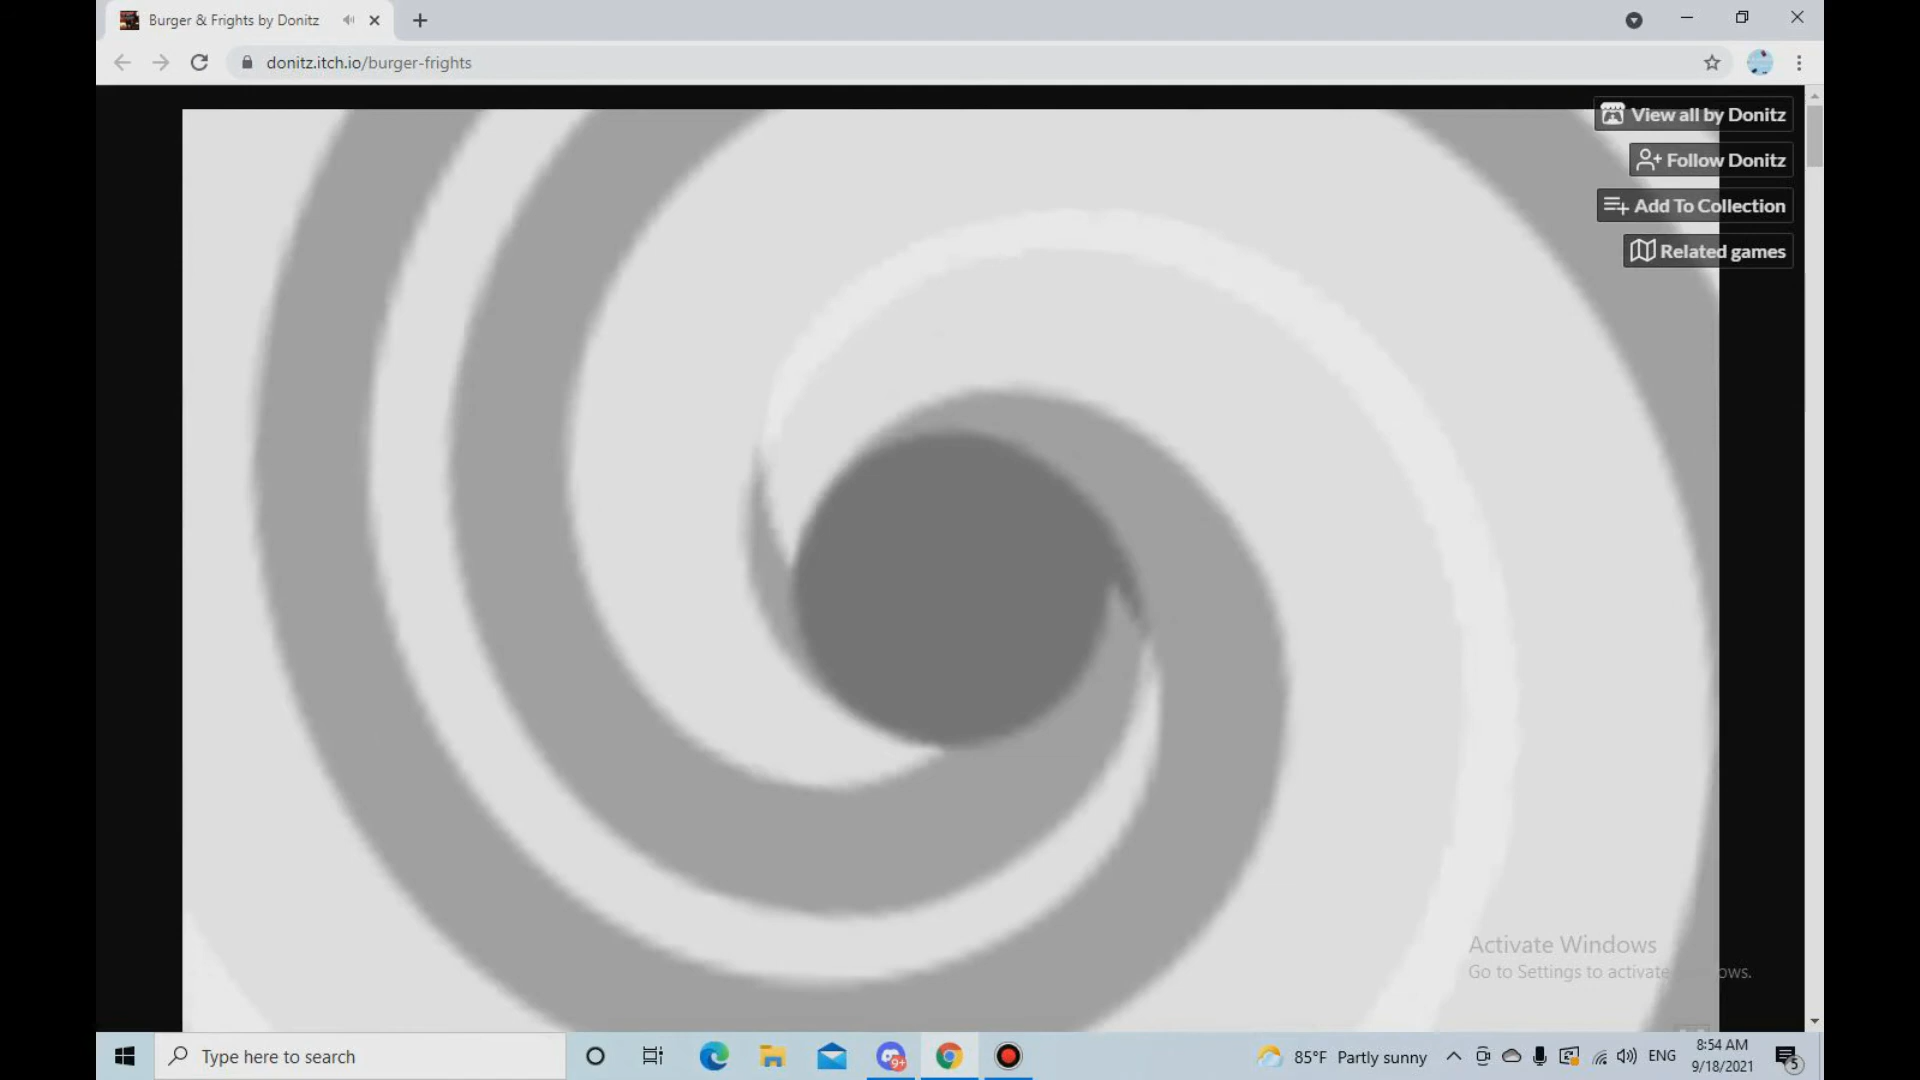 Burger & Frights by Donitz
donitz.itch.io/burger-frights
View all by Donitz
Follow Donitz
Add To Collection
Related games
Activate Windows
Go to Settings to activate
ows.
Type here to search
9+
85°F Partly sunny
ENG
8:54 AM
9/18/2021
5